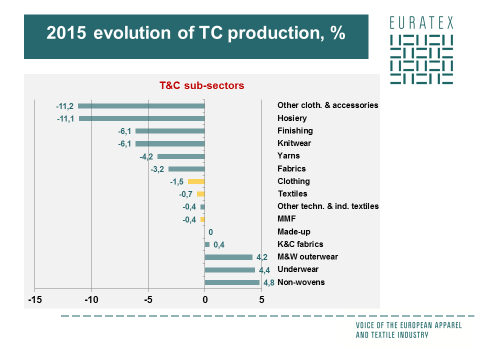 2015 evolution of TC production, %
EURATEX
T&C sub-sectors
-11,2 Other cloth. & accessories
-11,1 Hosiery
-6,1 Finishing
-6,1 Knitwear
-4,2 Yarns
-3,2 Fabrics
-1,5 Clothing
-0,7 Textiles
-0,4 Other techn. & ind. textiles
-0,4 MMF
0 Made-up
0,4 K&C fabrics
4,2 M&W outerwear
4,4 Underwear
4,8 Non-wovens
-15 -10 -5 0 5
VOICE OF THE EUROPEAN APPAREL
AND TEXTILE INDUSTRY